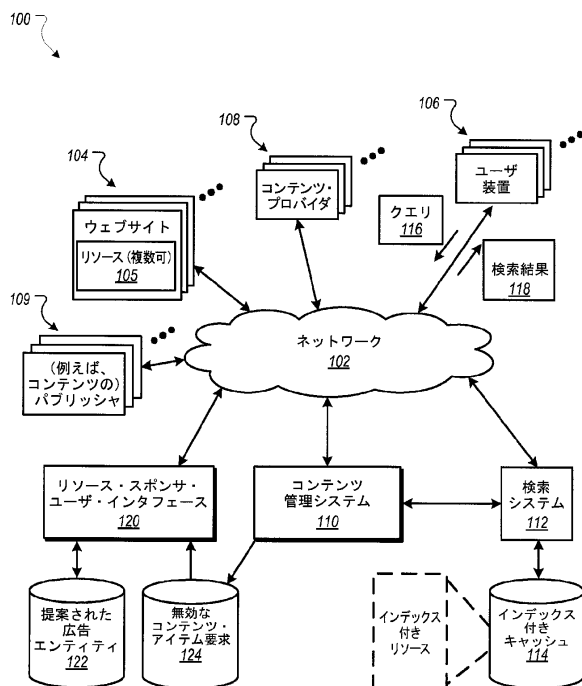 100
108
106
104
コンテンツ・
プロバイダ
ユーザ
装置
ウェブサイト
リソース(複数可)
105
クエリ
116
検索結果
118
109
(例えば、
コンテンツの)
パブリッシャ
ネットワーク
102
リソース・スポンサ・
ユーザ・インタフェース
120
コンテンツ
管理システム
110
検索
システム
112
提案された
広告
エンティティ
122
無効な
コンテンツ・
アイテム要求
124
インデックス
付き
リソース
インデックス
付き
キャッシュ
114